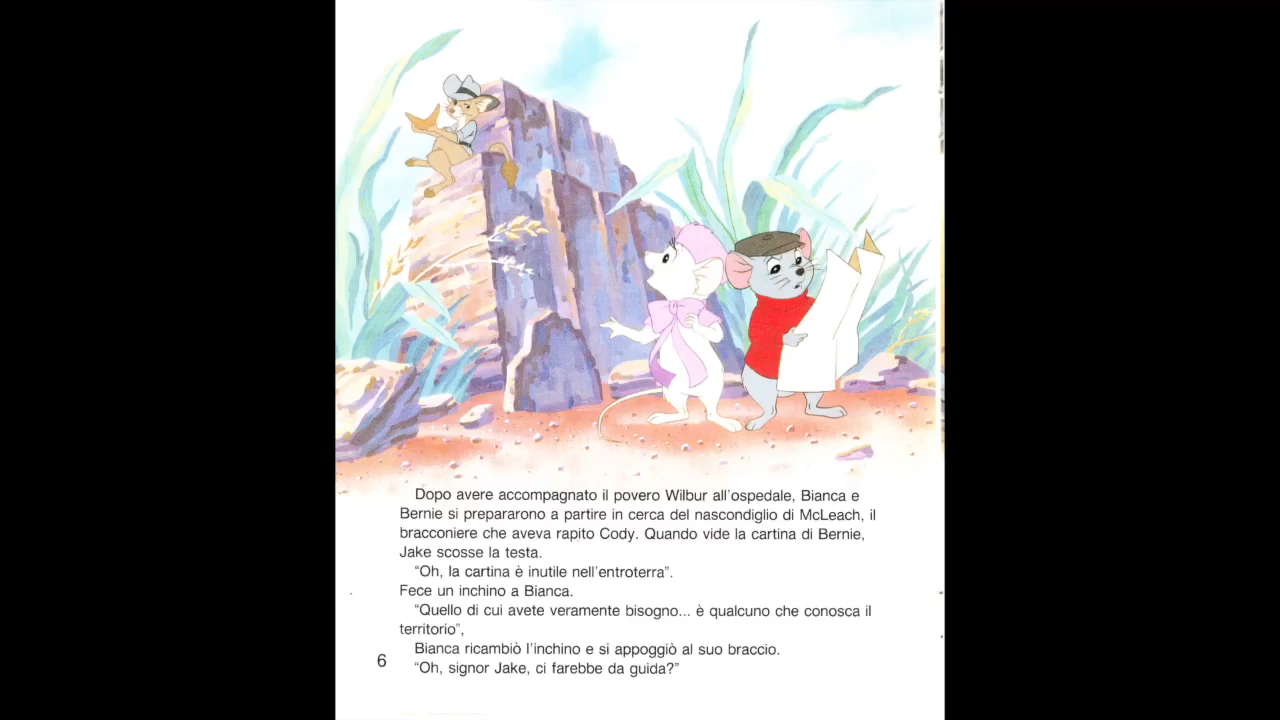 Dopo avere accompagnato il povero Wilbur all'ospedale, Bianca e
Bernie si prepararono a partire in cerca del nascondiglio di McLeach, il
bracconiere che aveva rapito Cody. Quando vide la cartina di Bernie,
Jake scosse la testa.
"Oh, la cartina è inutile nell'entroterra".
Fece un inchino a Bianca.
"Quello di cui avete veramente bisogno... è qualcuno che conosca il
territorio",
Bianca ricambiò l'inchino e si appoggiò al suo braccio.
"Oh, signor Jake, ci farebbe da guida?"
6